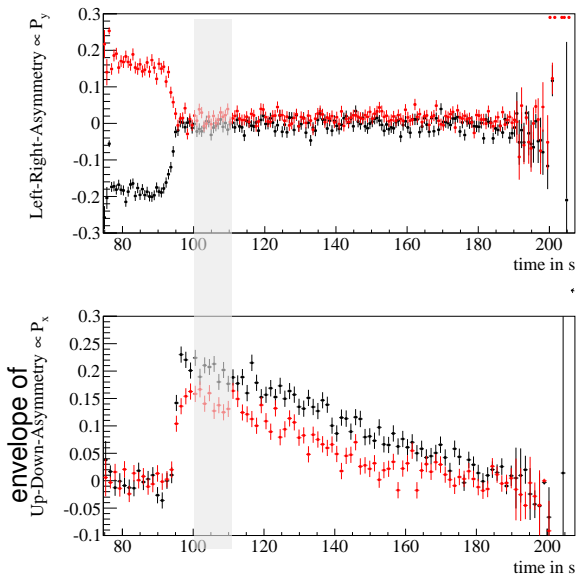 Left-Right-Asymmetry ∝ P_y
0.3
0.2
0.1
0
-0.1
-0.2
-0.3
80 100 120 140 160 180 200
time in s
envelope of
Up-Down-Asymmetry ∝ P_x
0.3
0.25
0.2
0.15
0.1
0.05
0
-0.05
-0.1
80 100 120 140 160 180 200
time in s